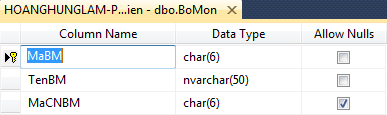 HOANGHUNGLAM-P...ien - dbo.BoMon
Column Name Data Type Allow Nulls
MaBM char(6)
TenBM nvarchar(50)
MaCNBM char(6)